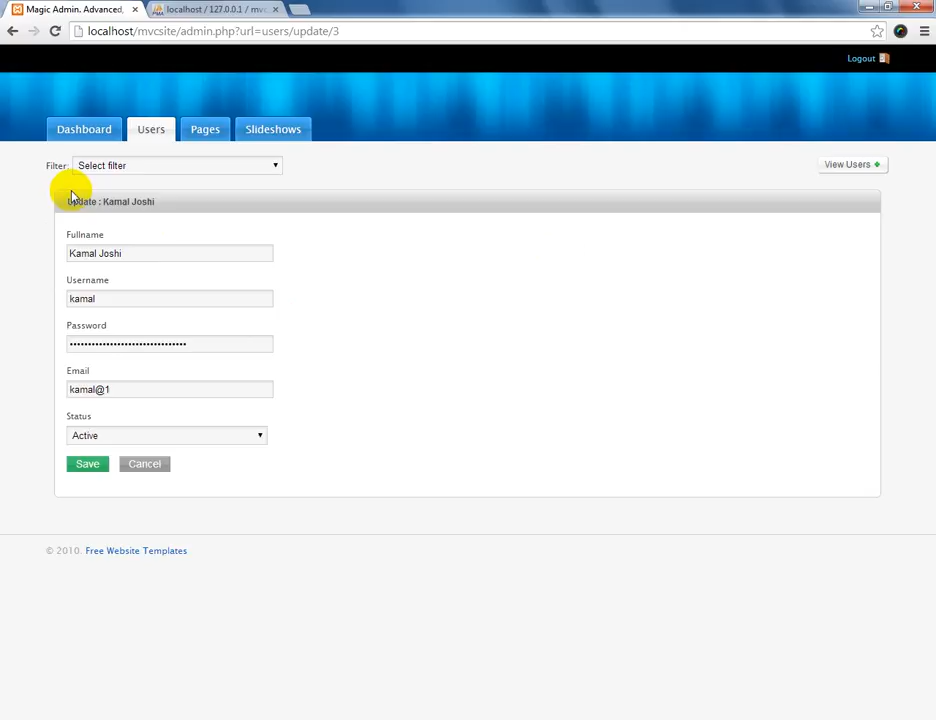 Magic Admin. Advanced,
localhost / 127.0.0.1 / mvc
localhost/mvcsite/admin.php?url=users/update/3
Logout
Dashboard Users Pages Slideshows
Filter: Select filter View Users
Update : Kamal Joshi
Fullname
Kamal Joshi
Username
kamal
Password
Email
kamal@1
Status
Active
Save Cancel
© 2010. Free Website Templates